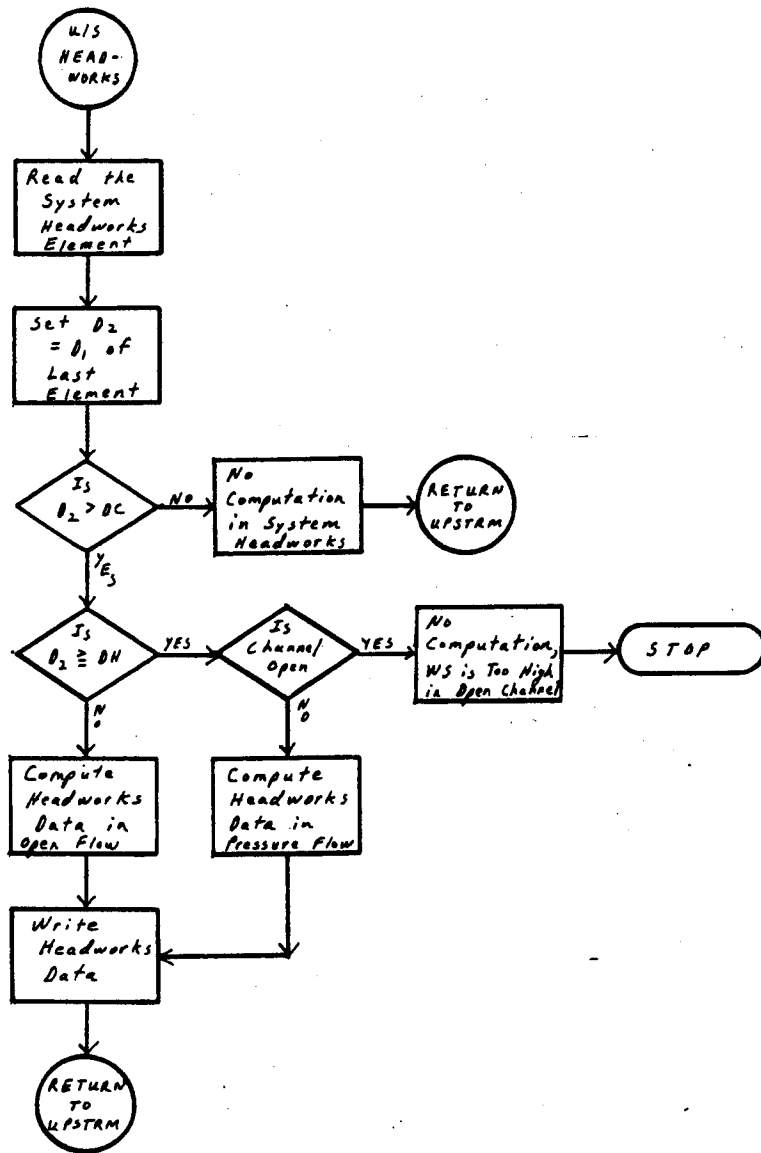 U/S
HEAD-
WORKS
Read the
System
Headworks
Element
Set D2
= D1 of
Last
Element
Is
D2 > DC
NO
No
Computation
in System
Headworks
RETURN
TO
UPSTRM
YES
Is
D2 ≧ DH
YES
Is
Channel
Open
YES
No
Computation,
WS is Too High
in Open Channel
STOP
NO
NO
Compute
Headworks
Data in
Open Flow
Compute
Headworks
Data in
Pressure Flow
Write
Headworks
Data
RETURN
TO
UPSTRM